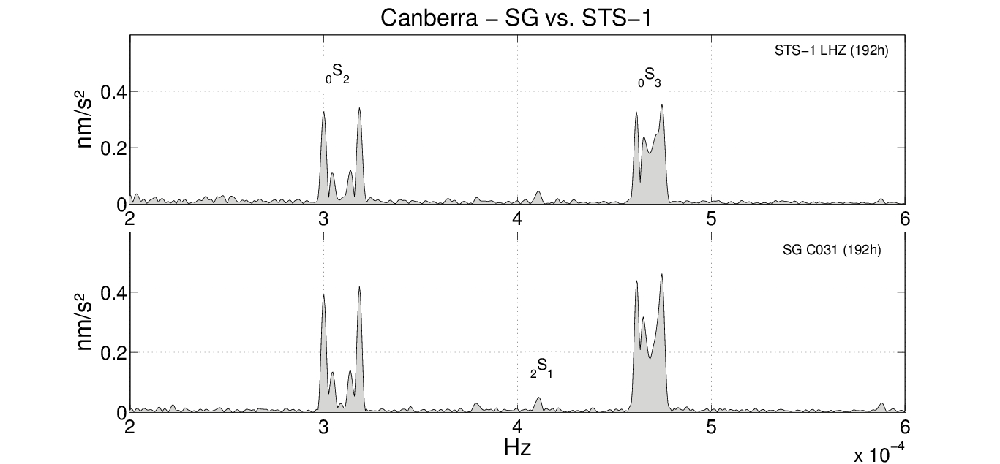 Canberra – SG vs. STS–1
STS–1 LHZ (192h)
₀S₂
₀S₃
nm/s²
0.4
0.2
0
2 3 4 5 6
SG C031 (192h)
nm/s²
0.4
0.2
0
₂S₁
2 3 4 5 6
Hz
x 10⁻⁴